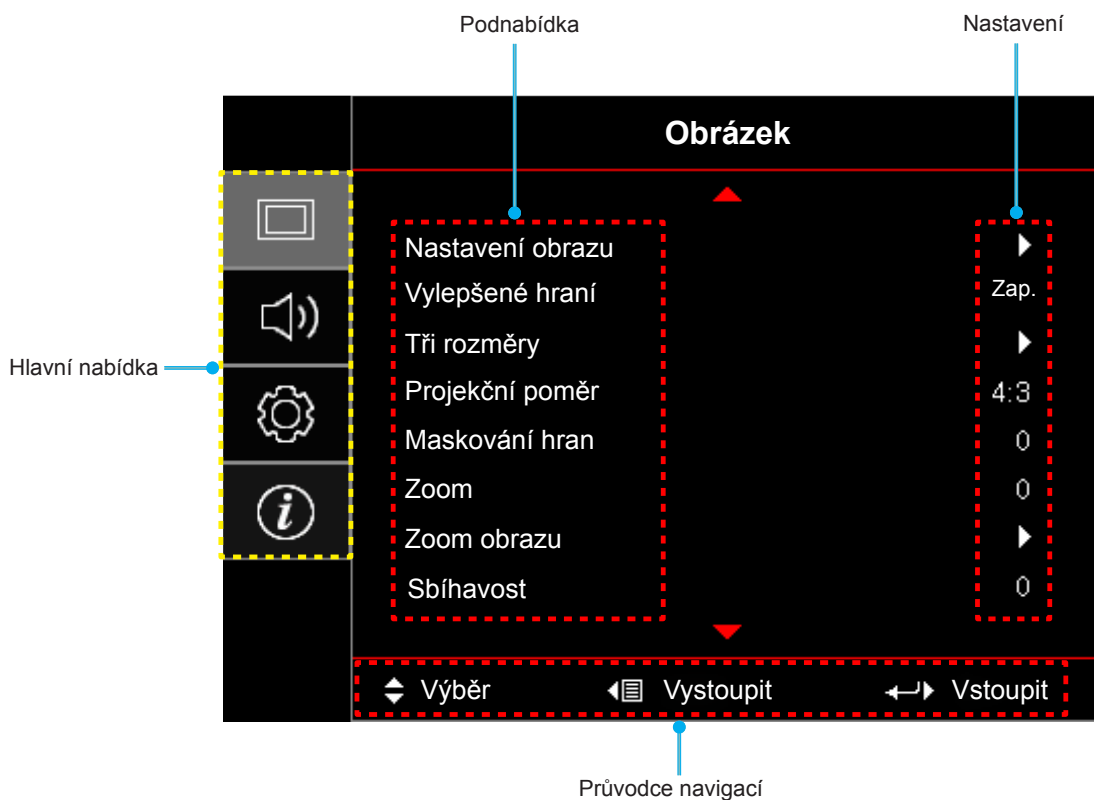 Podnabídka
Nastavení
Obrázek
Nastavení obrazu
Vylepšené hraní Zap.
Tři rozměry
Hlavní nabídka
Projekční poměr 4:3
Maskování hran 0
Zoom 0
Zoom obrazu
Sbíhavost 0
Výběr Vystoupit Vstoupit
Průvodce navigací